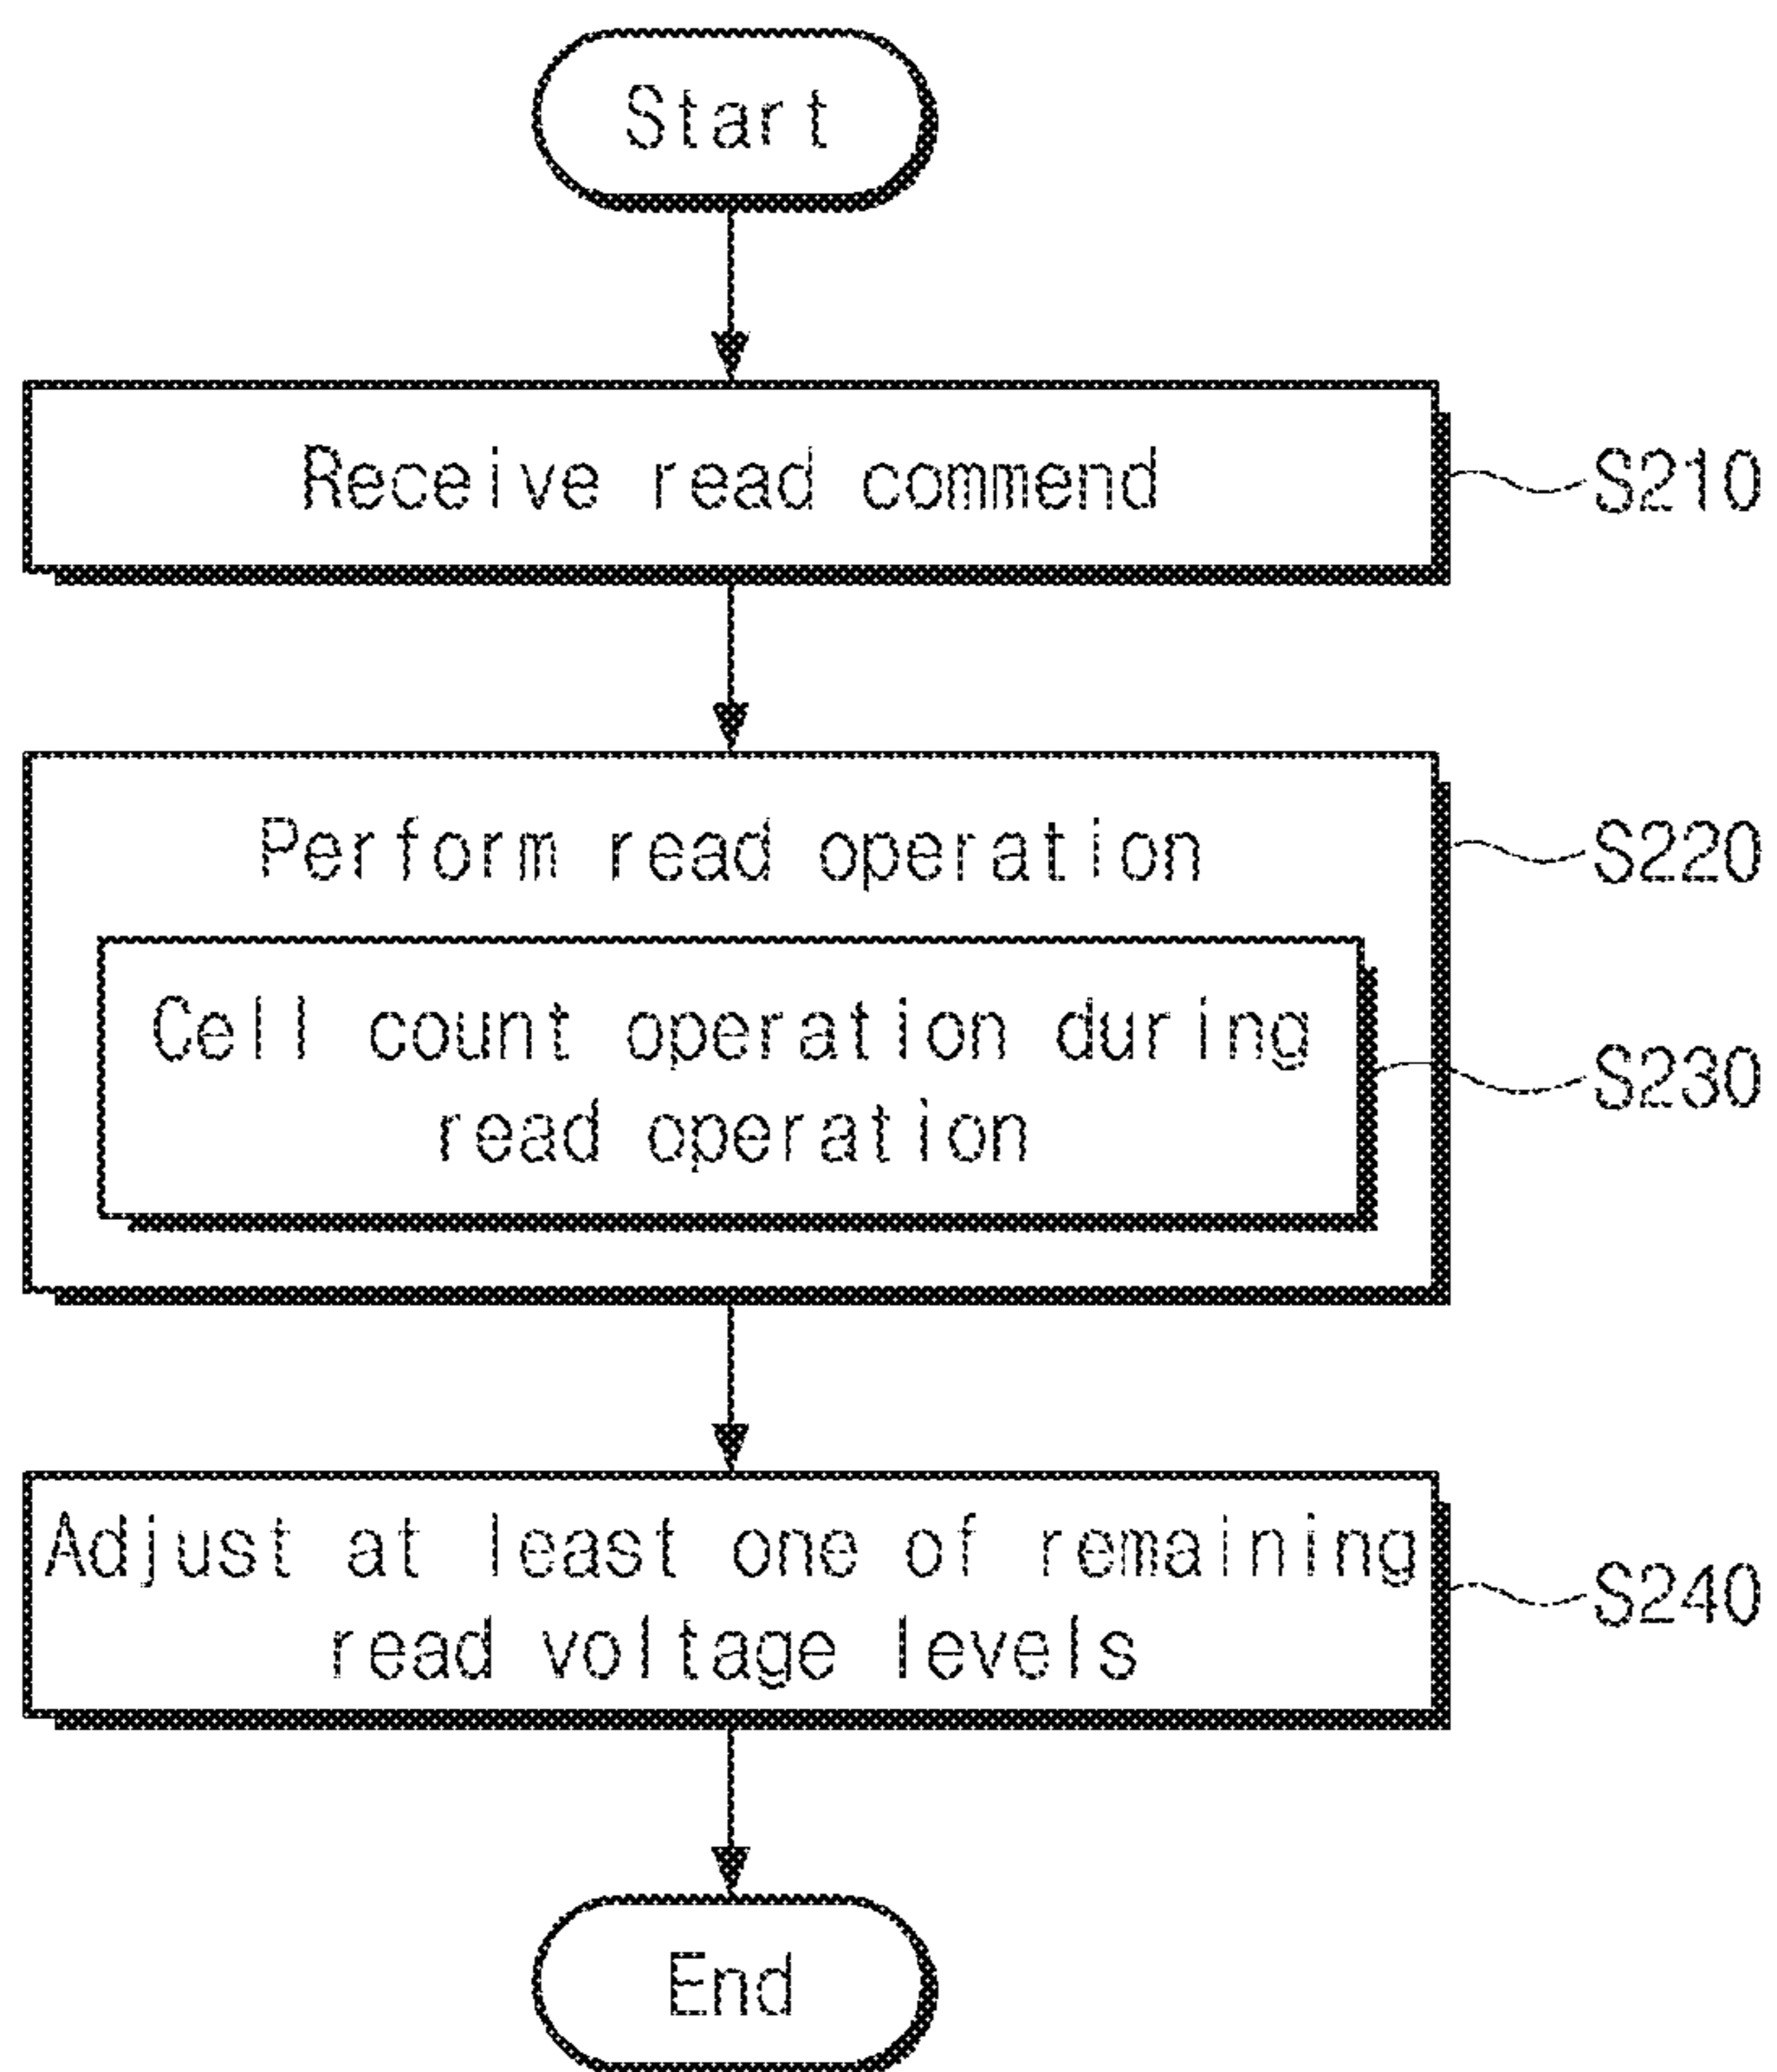 Start
Receive read commend
S210
Perform read operation
S220
Cell count operation during
read operation
S230
Adjust at least one of remaining
read voltage levels
S240
End